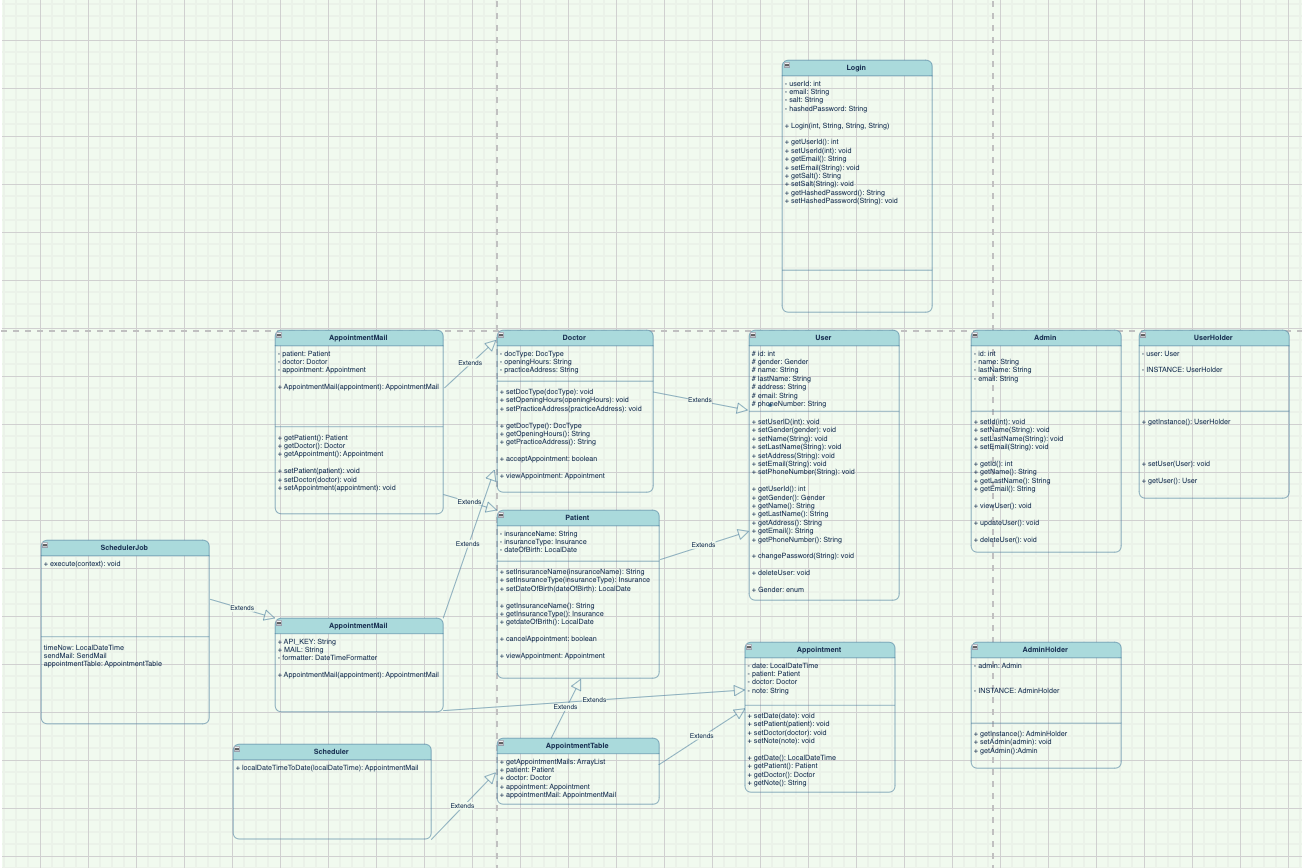 Login
- userId: int
- email: String
- salt: String
- hashedPassword: String
+ Login(int, String, String, String)
+ getUserId(): int
+ setUserId(int): void
+ getEmail(): String
+ setEmail(String): void
+ getSalt(): String
+ setSalt(String): void
+ getHashedPassword(): String
+ setHashedPassword(String): void
AppointmentMail
- patient: Patient
- doctor: Doctor
- appointment: Appointment
+ AppointmentMail(appointment): AppointmentMail
+ getPatient(): Patient
+ getDoctor(): Doctor
+ getAppointment(): Appointment
+ setPatient(patient): void
+ setDoctor(doctor): void
+ setAppointment(appointment): void
Extends
Extends
Doctor
- docType: DocType
- openingHours: String
- practiceAddress: String
+ setDocType(docType): void
+ setOpeningHours(openingHours): void
+ setPracticeAddress(practiceAddress): void
+ getDocType(): DocType
+ getOpeningHours(): String
+ getPracticeAddress(): String
+ acceptAppointment: boolean
+ viewAppointment: Appointment
Extends
User
# id: int
# gender: Gender
# name: String
# lastName: String
# address: String
# email: String
# phoneNumber: String
+ setUserID(int): void
+ setGender(gender): void
+ setName(String): void
+ setLastName(String): void
+ setAddress(String): void
+ setEmail(String): void
+ setPhoneNumber(String): void
+ getUserId(): int
+ getGender(): Gender
+ getName(): String
+ getLastName(): String
+ getAddress(): String
+ getEmail(): String
+ getPhoneNumber(): String
+ changePassword(String): void
+ deleteUser: void
+ Gender: enum
Admin
- id: int
- name: String
- lastName: String
- email: String
+ setId(int): void
+ setName(String): void
+ setLastName(String): void
+ setEmail(String): void
+ getId(): int
+ getName(): String
+ getLastName(): String
+ getEmail(): String
+ viewUser(): void
+ updateUser(): void
+ deleteUser(): void
UserHolder
- user: User
- INSTANCE: UserHolder
+ getInstance(): UserHolder
+ setUser(User): void
+ getUser(): User
Patient
- insuranceName: String
- insuranceType: Insurance
- dateOfBirth: LocalDate
+ setInsuranceName(insuranceName): String
+ setInsuranceType(insuranceType): Insurance
+ setDateOfBirth(dateOfBirth): LocalDate
+ getInsuranceName(): String
+ getInsuranceType(): Insurance
+ getdateOfBirth(): LocalDate
+ cancelAppointment: boolean
+ viewAppointment: Appointment
Extends
Extends
SchedulerJob
+ execute(context): void
timeNow: LocalDateTime
sendMail: SendMail
appointmentTable: AppointmentTable
Extends
AppointmentMail
+ API_KEY: String
+ MAIL: String
- formatter: DateTimeFormatter
+ AppointmentMail(appointment): AppointmentMail
Extends
Extends
Appointment
- date: LocalDateTime
- patient: Patient
- doctor: Doctor
- note: String
+ setDate(date): void
+ setPatient(patient): void
+ setDoctor(doctor): void
+ setNote(note): void
+ getDate(): LocalDateTime
+ getPatient(): Patient
+ getDoctor(): Doctor
+ getNote(): String
AdminHolder
- admin: Admin
- INSTANCE: AdminHolder
+ getInstance(): AdminHolder
+ setAdmin(admin): void
+ getAdmin():Admin
Scheduler
+ localDateTimeToDate(localDateTime): AppointmentMail
Extends
AppointmentTable
+ getAppointmentMails: ArrayList
+ patient: Patient
+ doctor: Doctor
+ appointment: Appointment
+ appointmentMail: AppointmentMail
Extends